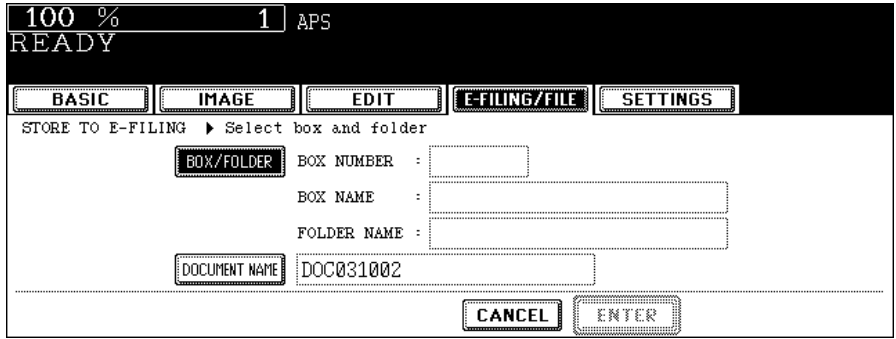 100 % 1 APS
READY
BASIC IMAGE EDIT E-FILING/FILE SETTINGS
STORE TO E-FILING ▶ Select box and folder
BOX/FOLDER BOX NUMBER :
BOX NAME :
FOLDER NAME :
DOCUMENT NAME DOC031002
CANCEL ENTER